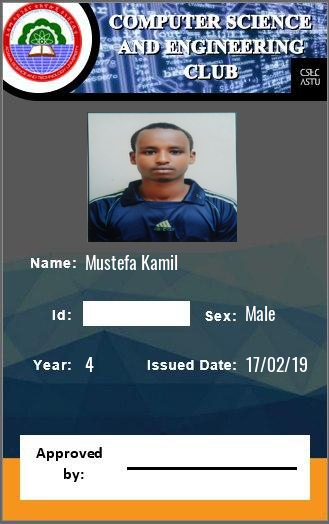 COMPUTER SCIENCE
AND ENGINEERING
CLUB
CSEC
ASTU
Name: Mustefa Kamil
Id:
Sex: Male
Year: 4
Issued Date: 17/02/19
Approved
by: